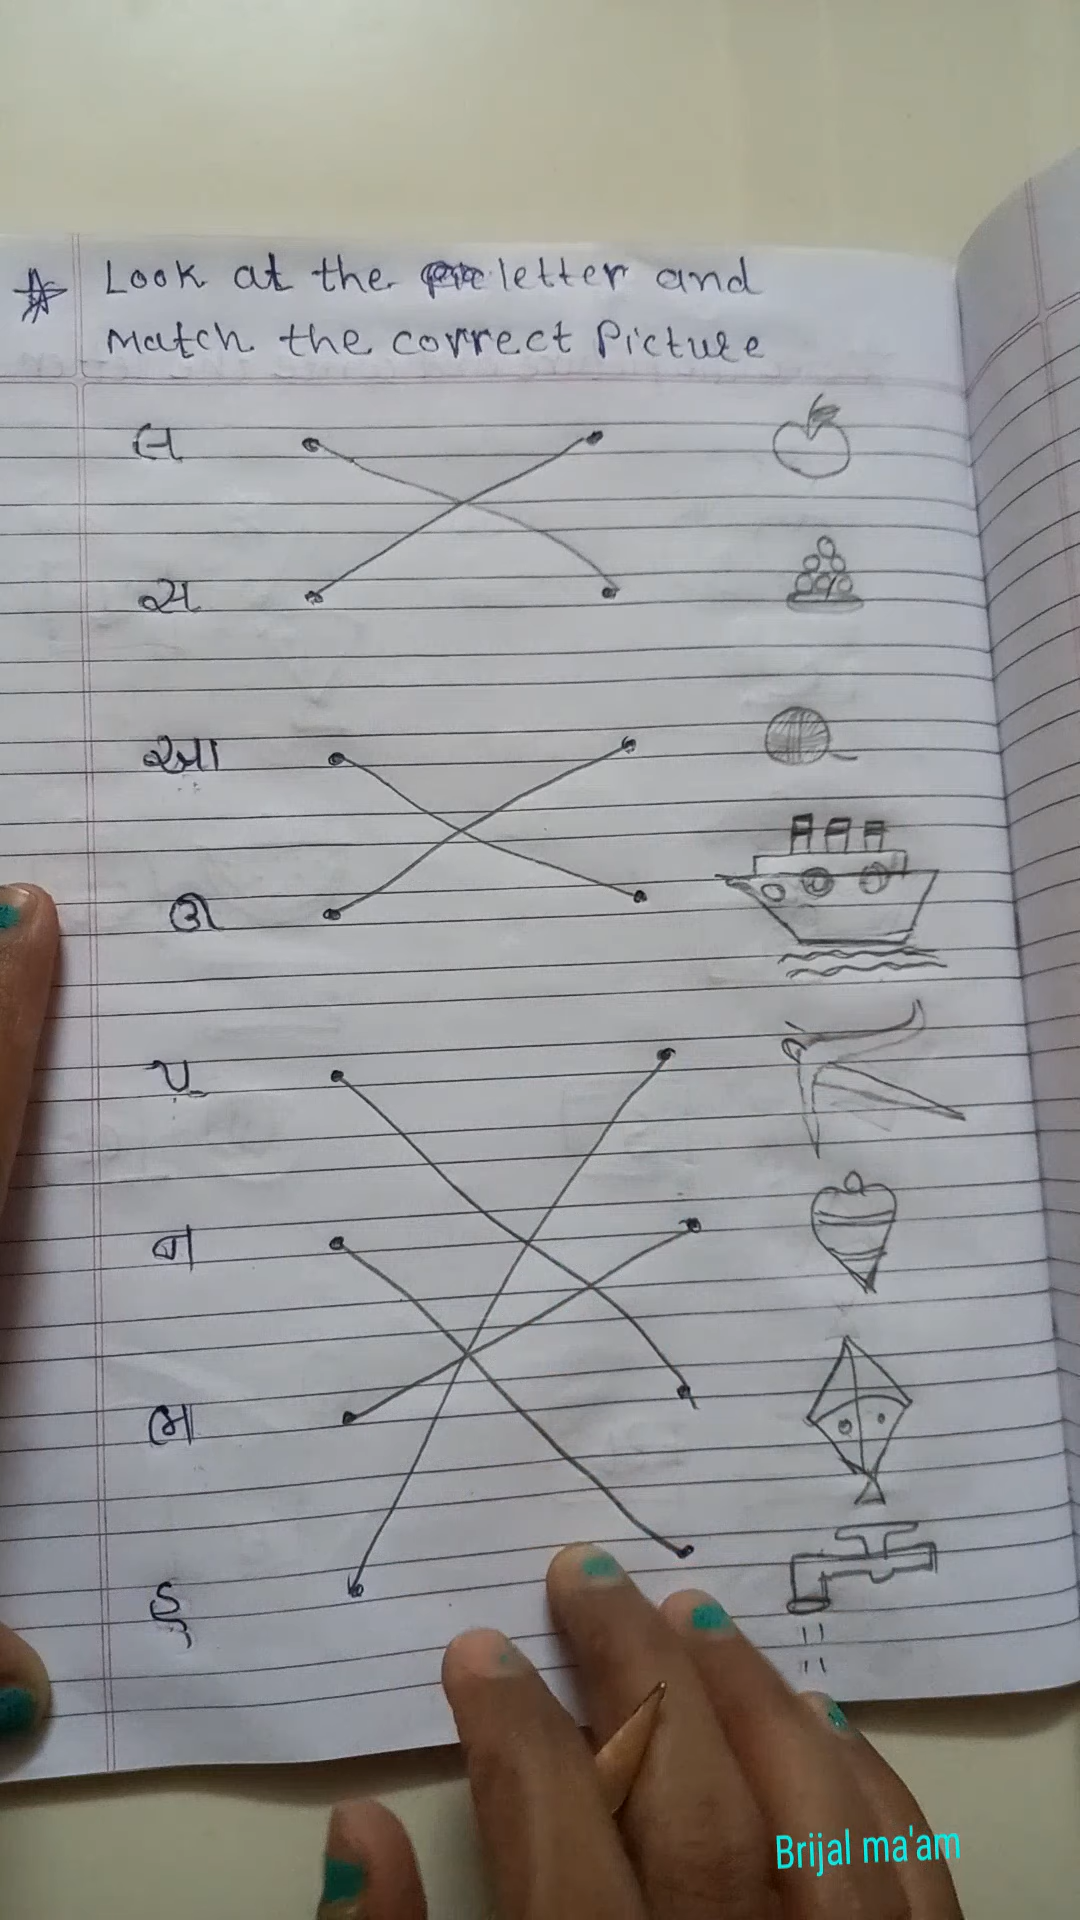 Look at the letter and
Match the correct Picture
લ
સ
આ
ઊ
પ
ન
ભ
હ
Brijal ma'am